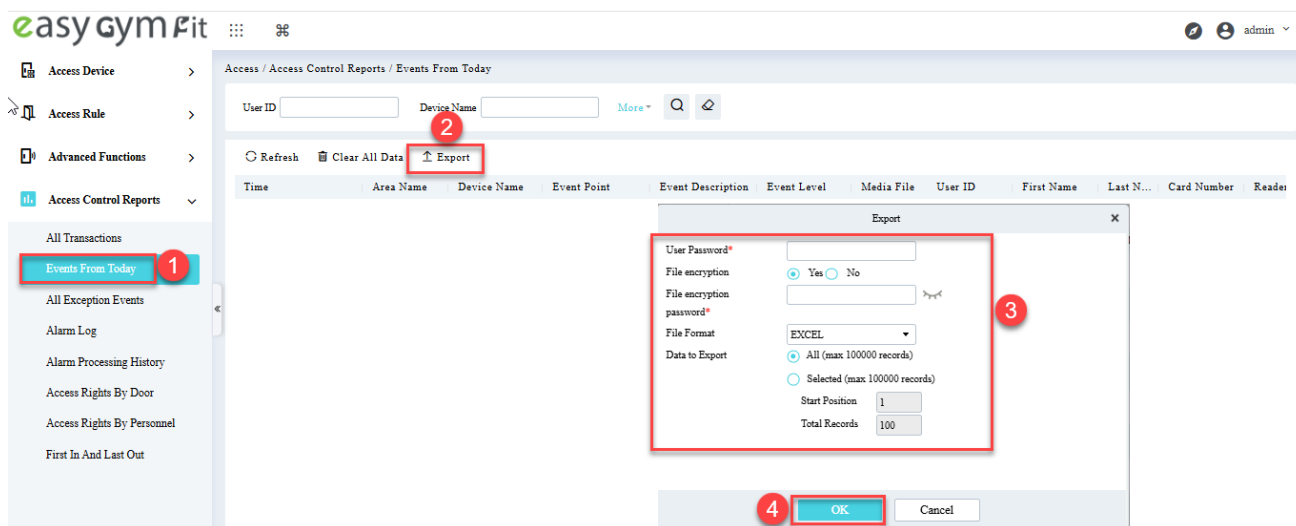 easy Gym Fit
admin
Access Device
Access Rule
Advanced Functions
Access Control Reports
All Transactions
Events From Today
1
All Exception Events
Alarm Log
Alarm Processing History
Access Rights By Door
Access Rights By Personnel
First In And Last Out
Access / Access Control Reports / Events From Today
User ID
Device Name
More
2
Refresh
Clear All Data
Export
Time Area Name Device Name Event Point Event Description Event Level Media File User ID First Name Last N... Card Number Reader
Export
User Password*
File encryption Yes No
File encryption
password*
3
File Format EXCEL
Data to Export All (max 100000 records)
Selected (max 100000 records)
Start Position 1
Total Records 100
4
OK
Cancel